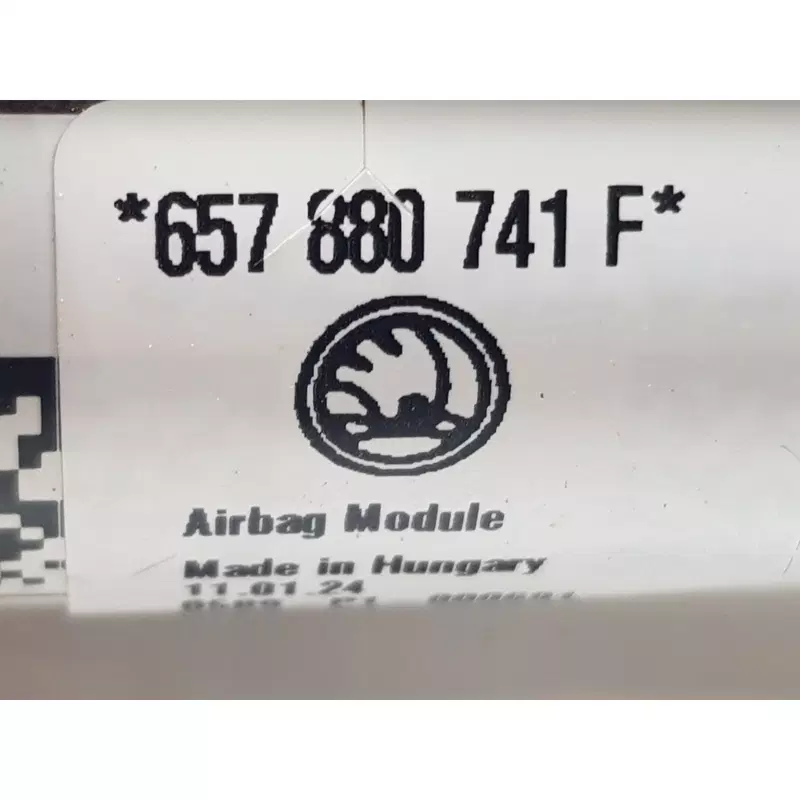 *657 880 741 F*
Airbag Module
Made in Hungary
11.01.24